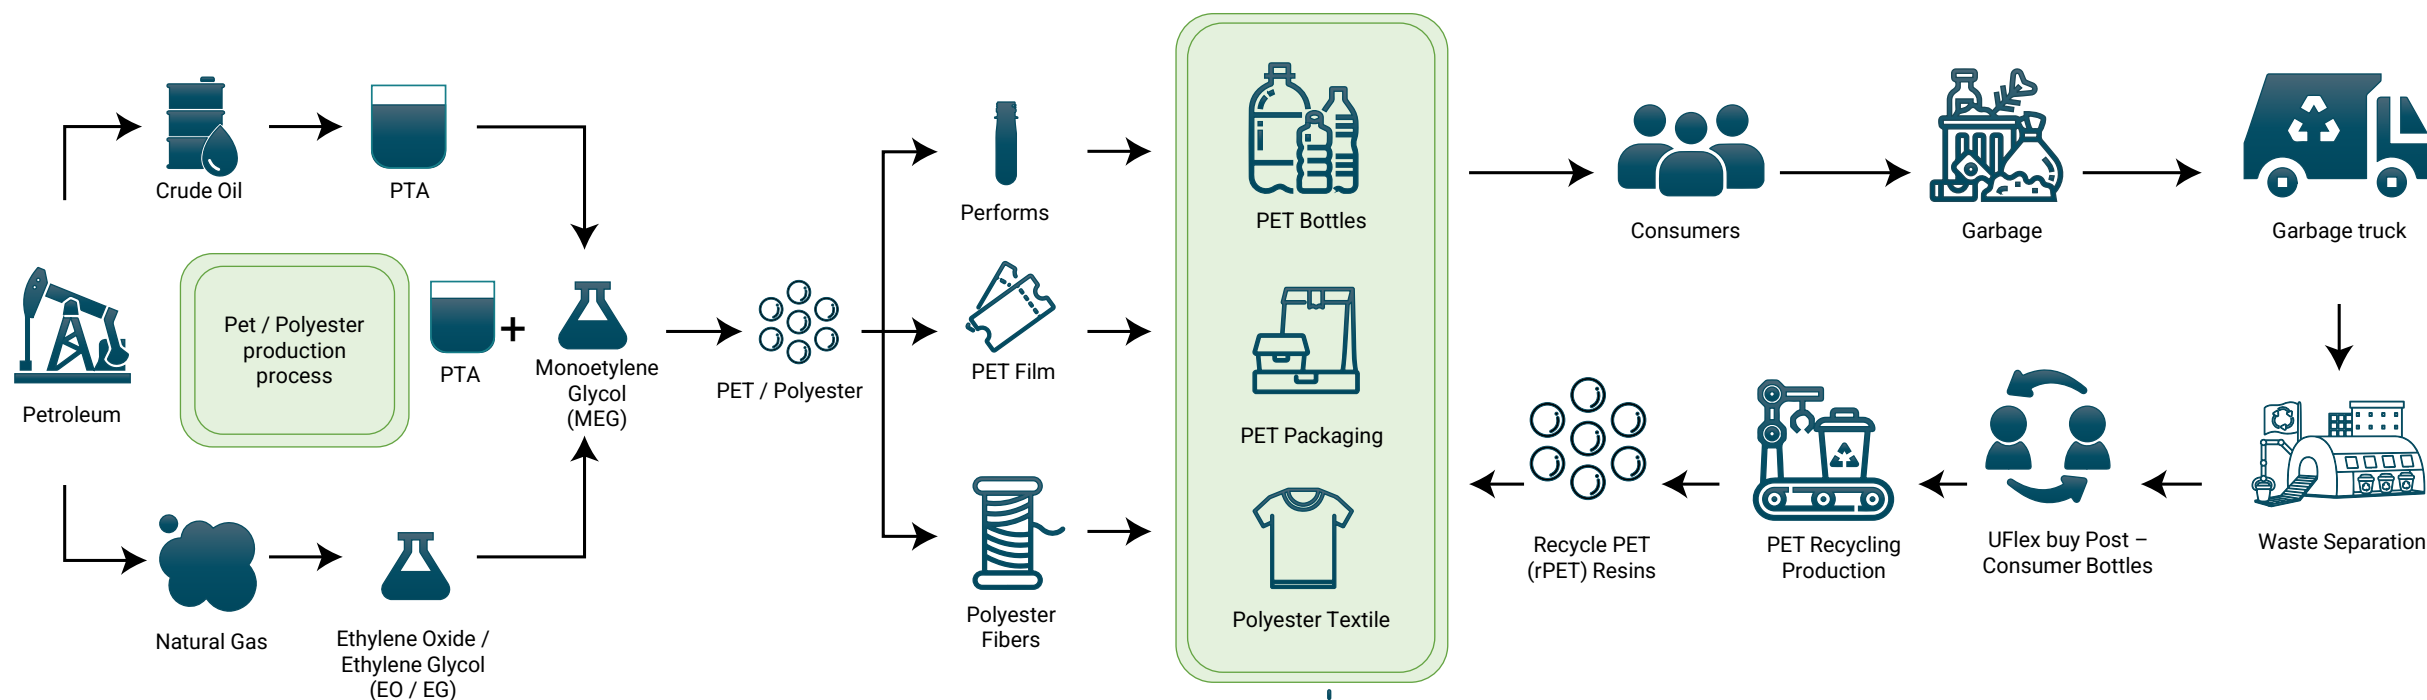 Crude Oil
PTA
Petroleum
Pet / Polyester
production
process
PTA
+
Monoetylene
Glycol
(MEG)
Natural Gas
Ethylene Oxide /
Ethylene Glycol
(EO / EG)
PET / Polyester
Performs
PET Film
Polyester
Fibers
PET Bottles
PET Packaging
Polyester Textile
Consumers
Garbage
Garbage truck
Waste Separation
UFlex buy Post –
Consumer Bottles
PET Recycling
Production
Recycle PET
(rPET) Resins